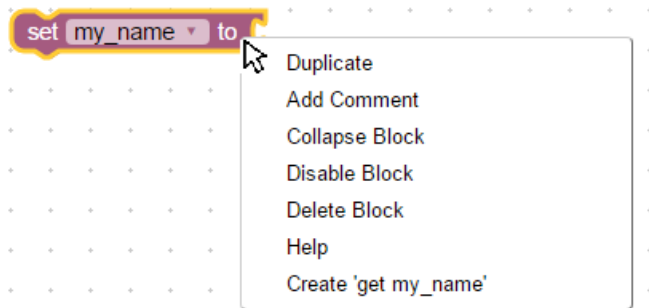 set my_name to
Duplicate
Add Comment
Collapse Block
Disable Block
Delete Block
Help
Create 'get my_name'